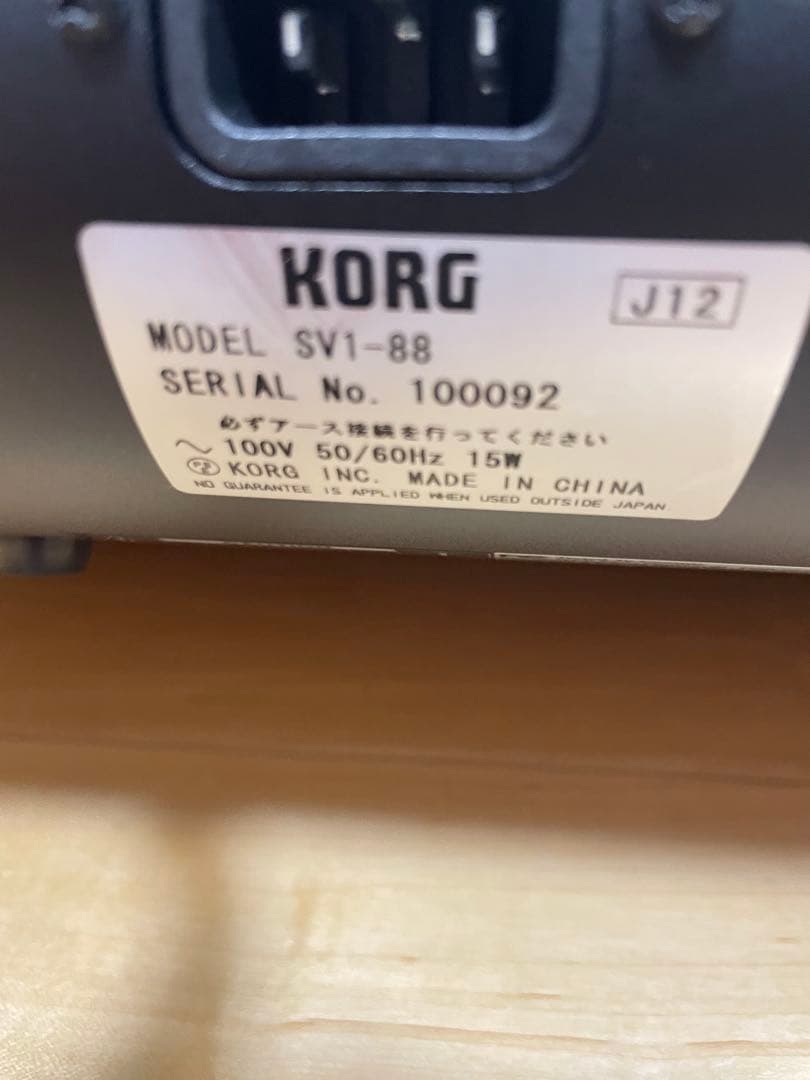 KORG
J12
MODEL SV1-88
SERIAL No. 100092
必ずアース接続を行ってください
～ 100V 50/60Hz 15W
KORG INC. MADE IN CHINA
NO GUARANTEE IS APPLIED WHEN USED OUTSIDE JAPAN.